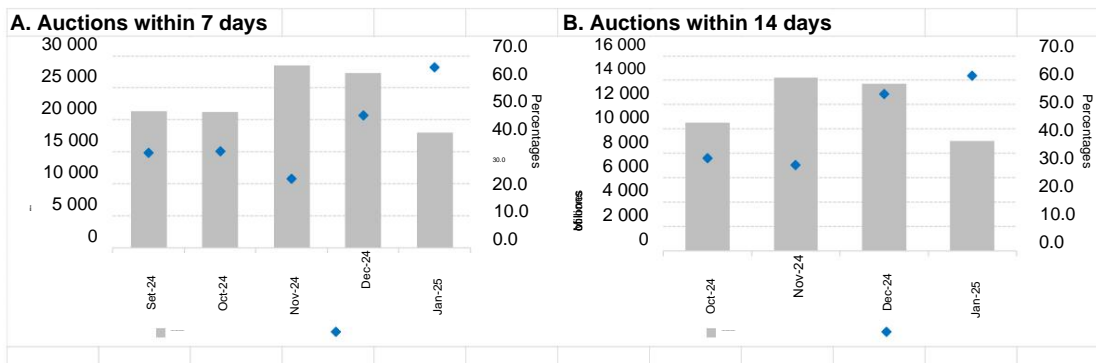 A. Auctions within 7 days
30 000
25 000
20 000
15 000
10 000
5 000
0
70.0
60.0
50.0
40.0
30.0
20.0
10.0
0.0
Percentages
Set-24
Oct-24
Nov-24
Dec-24
Jan-25
B. Auctions within 14 days
16 000
14 000
12 000
10 000
8 000
6 000
4 000
2 000
0
70.0
60.0
50.0
40.0
30.0
20.0
10.0
0.0
Percentages
Oct-24
Nov-24
Dec-24
Jan-25